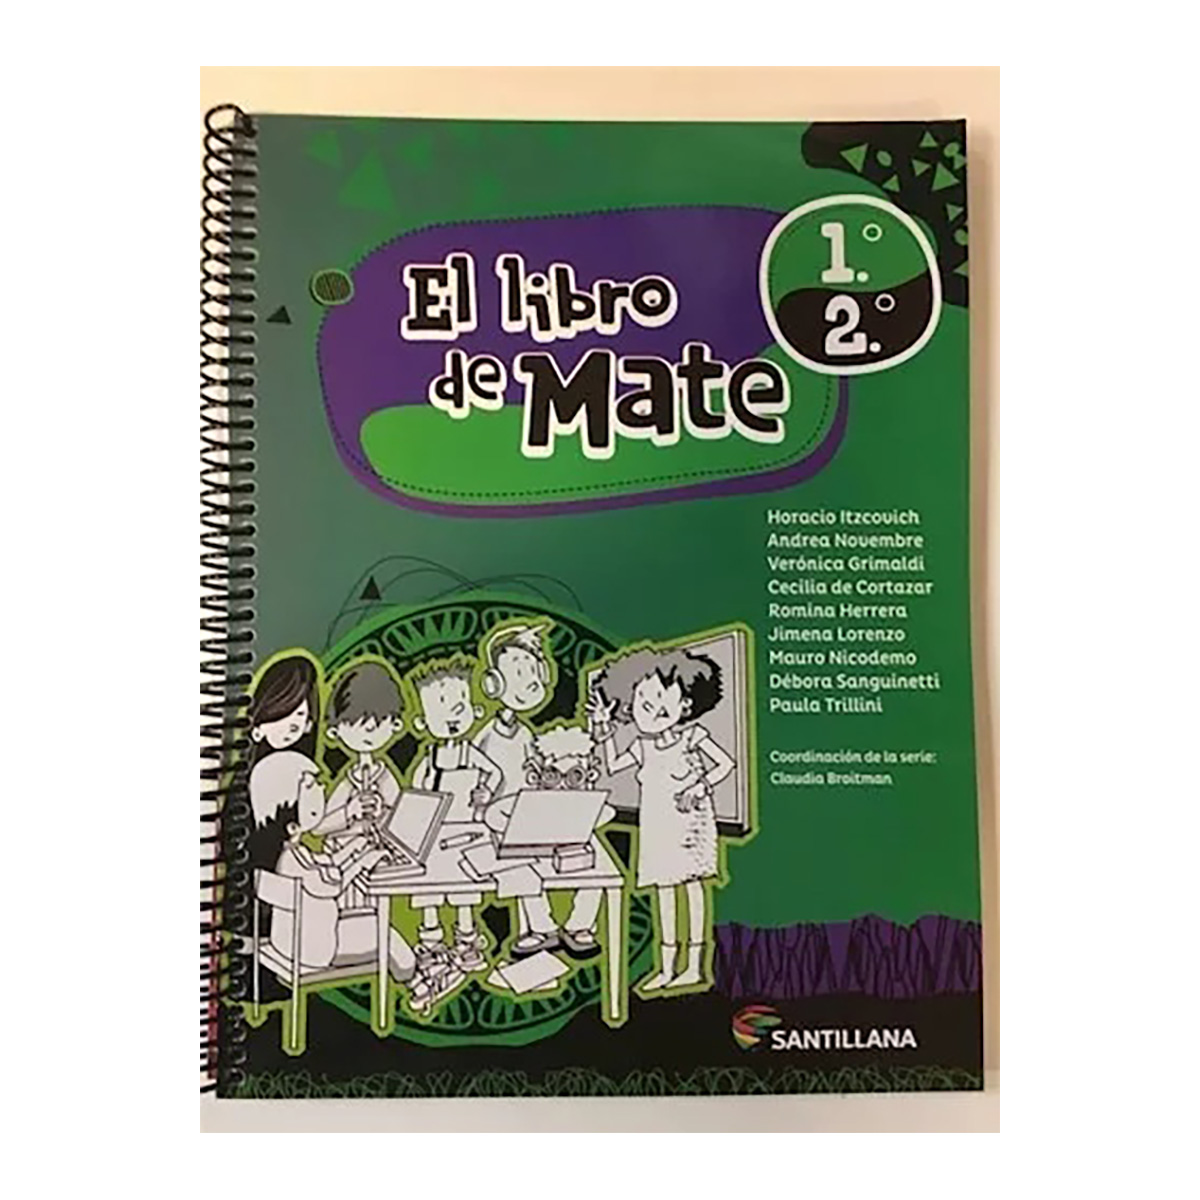 El libro
de Mate
1.°
2.°
Horacio Itzcovich
Andrea Novembre
Verónica Grimaldi
Cecilia de Cortazar
Romina Herrera
Jimena Lorenzo
Mauro Nicodemo
Débora Sanguinetti
Paula Trillini
Coordinación de la serie:
Claudia Broitman
SANTILLANA